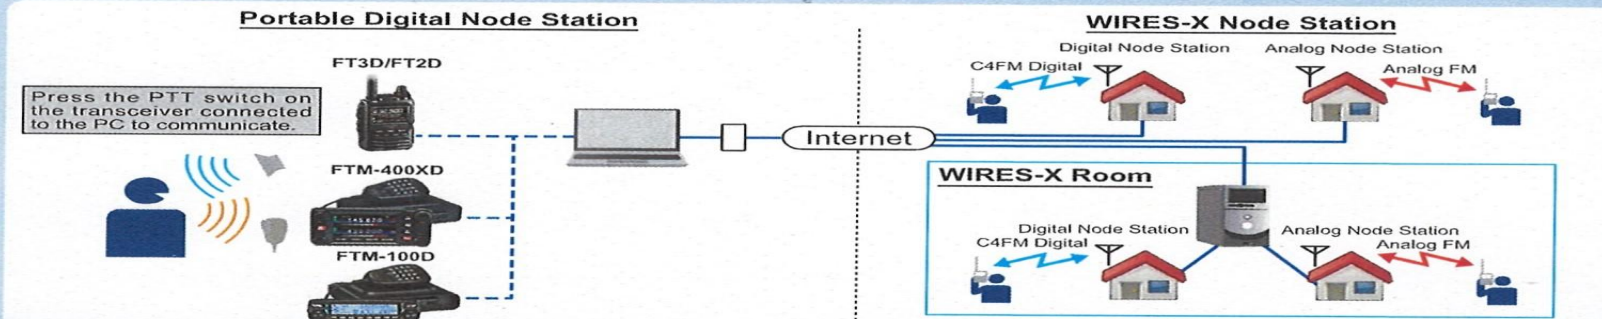 Portable Digital Node Station
FT3D/FT2D
Press the PTT switch on
the transceiver connected
to the PC to communicate.
FTM-400XD
FTM-100D
Internet
WIRES-X Node Station
Digital Node Station
Analog Node Station
C4FM Digital
Analog FM
WIRES-X Room
Digital Node Station
C4FM Digital
Analog Node Station
Analog FM